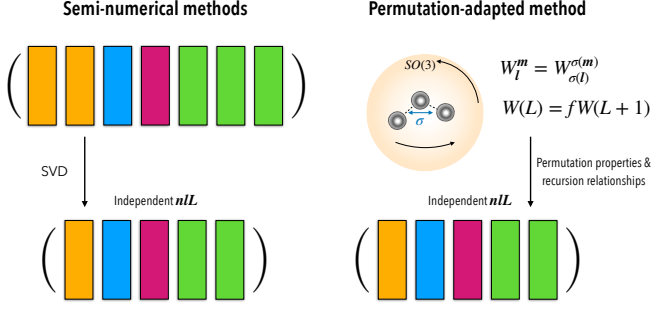 Semi-numerical methods
SVD
Independent nlL
Permutation-adapted method
SO(3)
σ
W_l^m = W_{σ(l)}^{σ(m)}
W(L) = fW(L + 1)
Permutation properties &
recursion relationships
Independent nlL